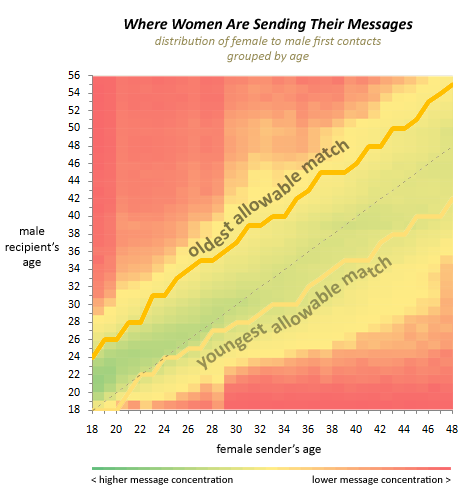 Where Women Are Sending Their Messages
distribution of female to male first contacts
grouped by age
56
54
52
50
48
46
44
42
40
38
36
34
32
30
28
26
24
22
20
18
male
recipient's
age
oldest allowable match
youngest allowable match
18 20 22 24 26 28 30 32 34 36 38 40 42 44 46 48
female sender's age
< higher message concentration lower message concentration >